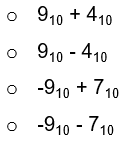 ○ 9₁₀ + 4₁₀
○ 9₁₀ - 4₁₀
○ -9₁₀ + 7₁₀
○ -9₁₀ - 7₁₀